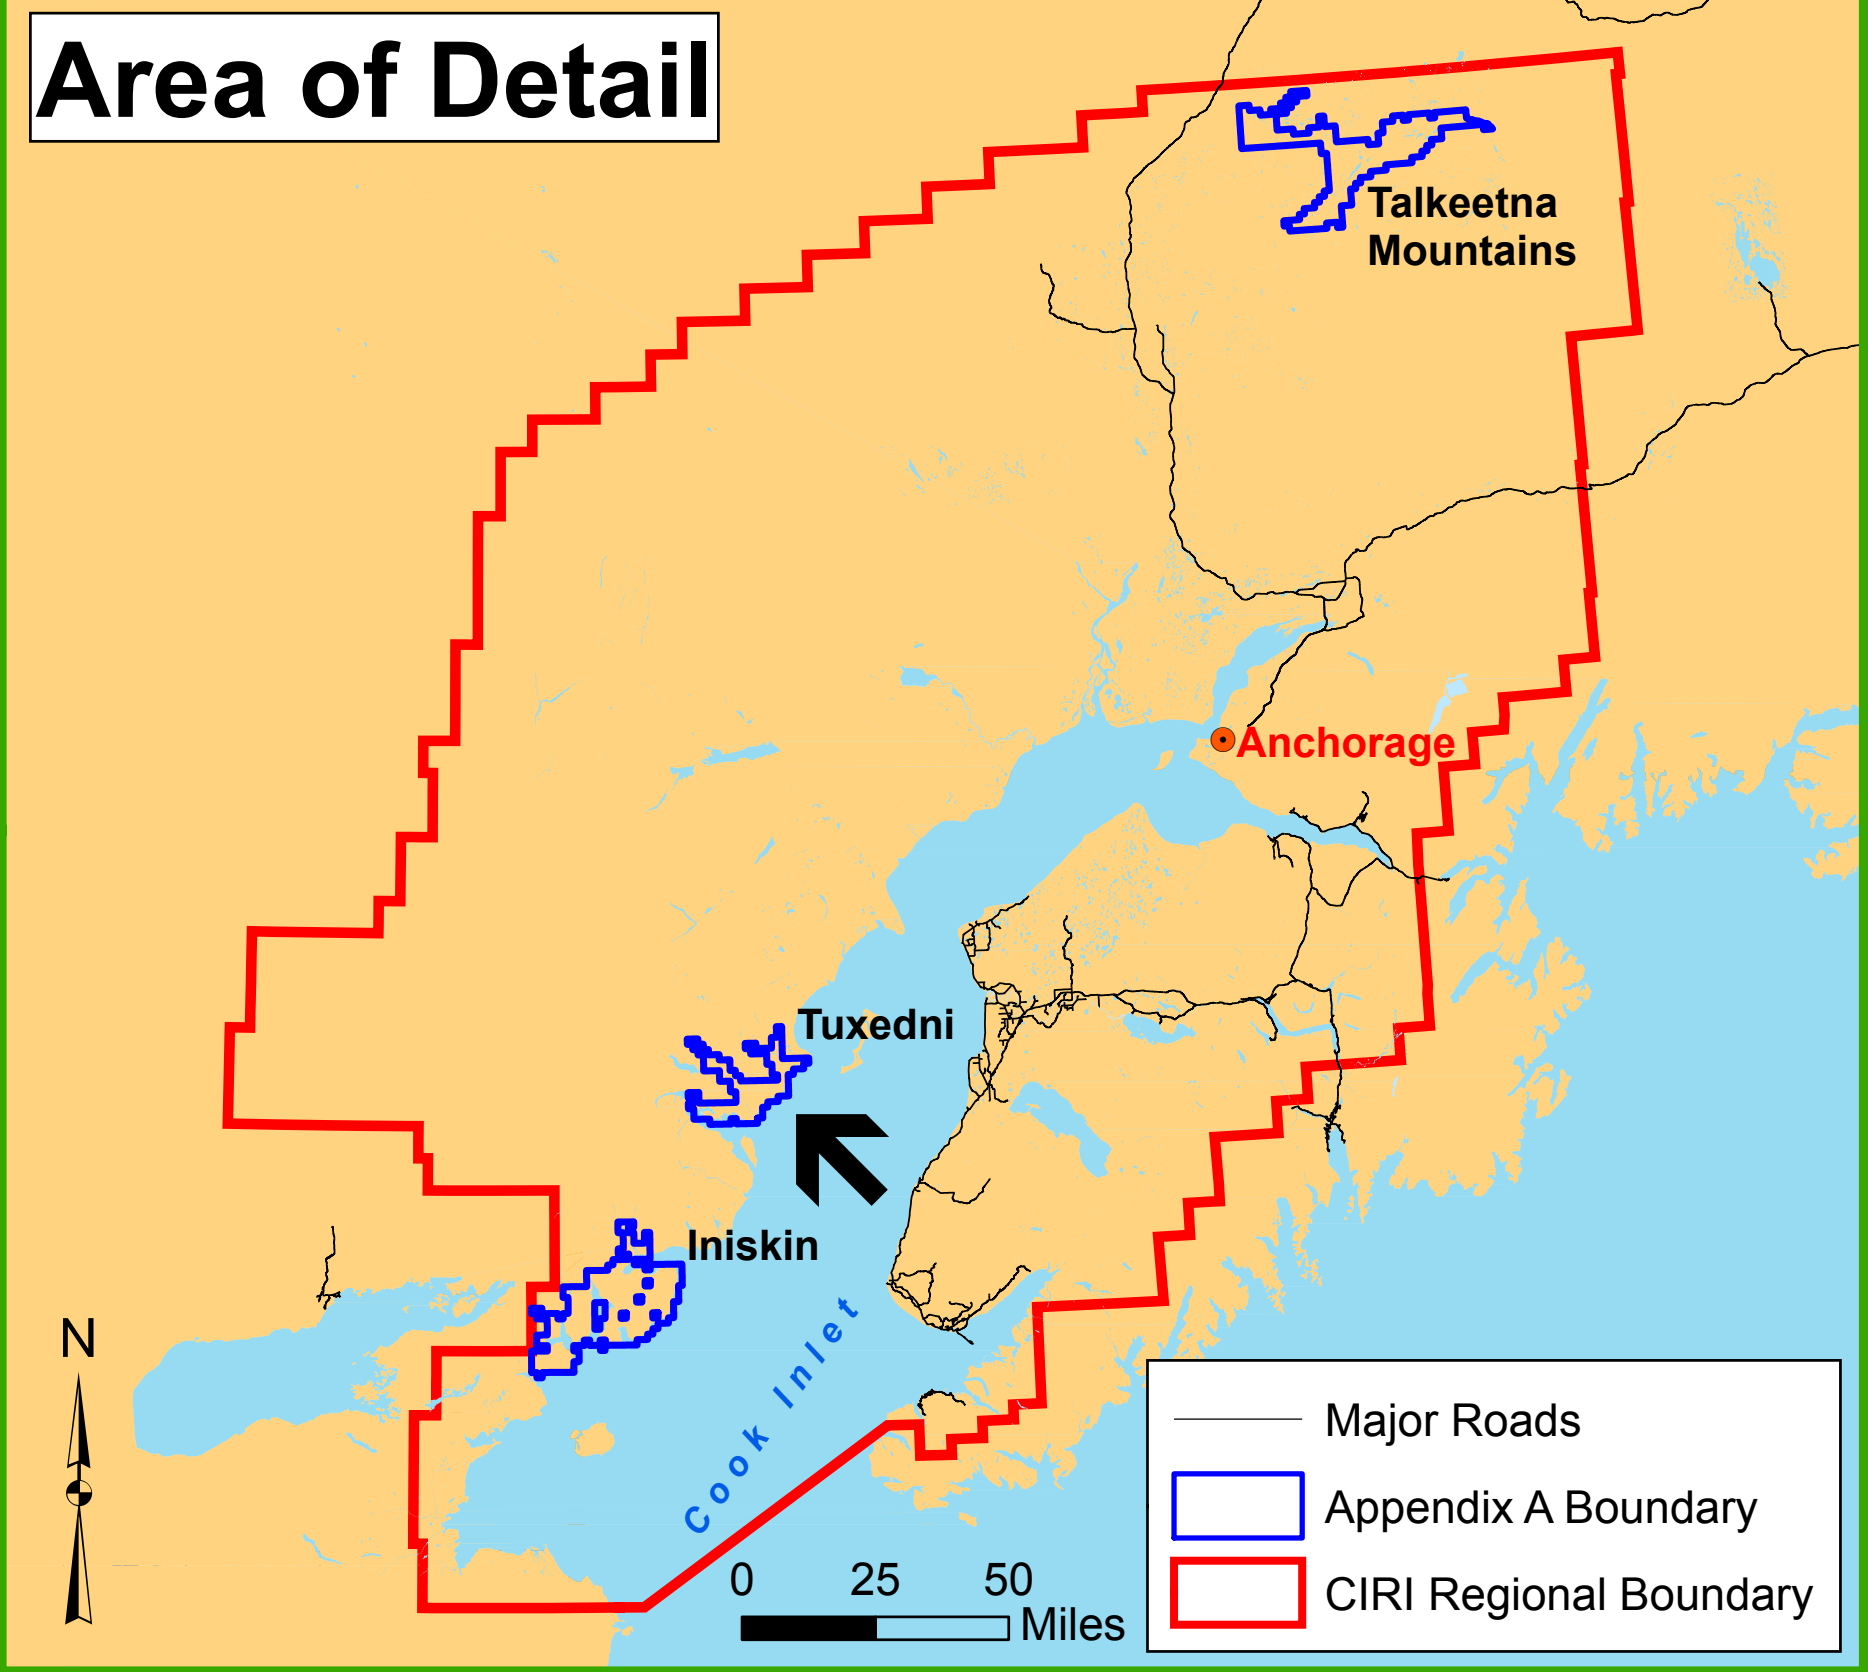 Area of Detail
Talkeetna
Mountains
Anchorage
Tuxedni
Iniskin
Cook Inlet
N
0 25 50
Miles
Major Roads
Appendix A Boundary
CIRI Regional Boundary